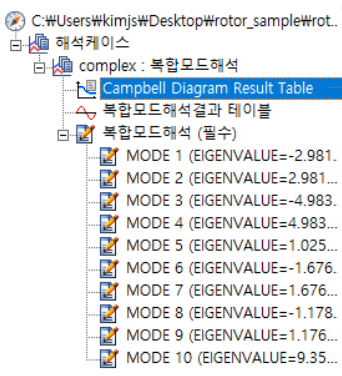 C:₩Users₩kimjs₩Desktop₩rotor_sample₩rot..
해석케이스
complex : 복합모드해석
Campbell Diagram Result Table
복합모드해석결과 테이블
복합모드해석 (필수)
MODE 1 (EIGENVALUE=-2.981..
MODE 2 (EIGENVALUE=2.981...
MODE 3 (EIGENVALUE=-4.983..
MODE 4 (EIGENVALUE=4.983...
MODE 5 (EIGENVALUE=1.025...
MODE 6 (EIGENVALUE=-1.676..
MODE 7 (EIGENVALUE=1.676...
MODE 8 (EIGENVALUE=-1.178..
MODE 9 (EIGENVALUE=1.176...
MODE 10 (EIGENVALUE=9.35...